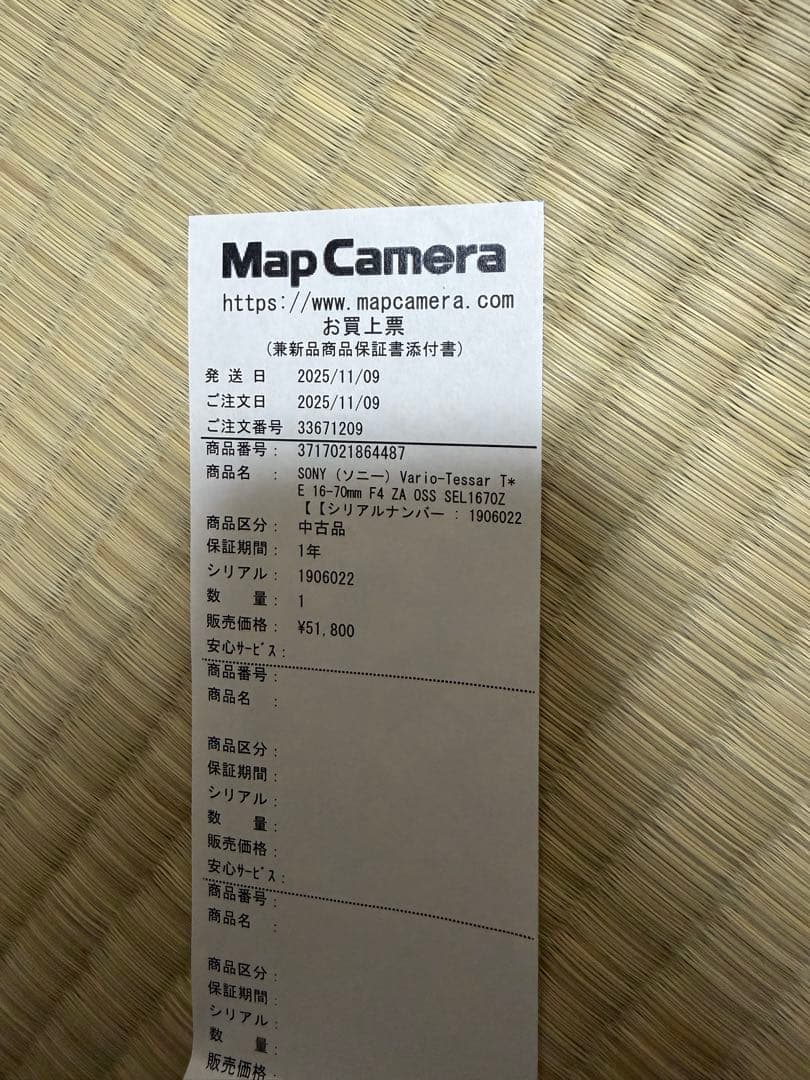 Map Camera
https://www.mapcamera.com
お買上票
(兼新品商品保証書添付書)
発 送 日 2025/11/09
ご注文日 2025/11/09
ご注文番号 33671209
商品番号: 3717021864487
商品名 : SONY (ソニー) Vario-Tessar T*
E 16-70mm F4 ZA OSS SEL1670Z
【【シリアルナンバー : 1906022
商品区分: 中古品
保証期間: 1年
シリアル: 1906022
数 量: 1
販売価格: ¥51,800
安心ｻｰﾋﾞｽ:
商品番号:
商品名 :
商品区分:
保証期間:
シリアル:
数 量:
販売価格:
安心ｻｰﾋﾞｽ:
商品番号:
商品名 :
商品区分:
保証期間:
シリアル:
数 量:
販売価格: